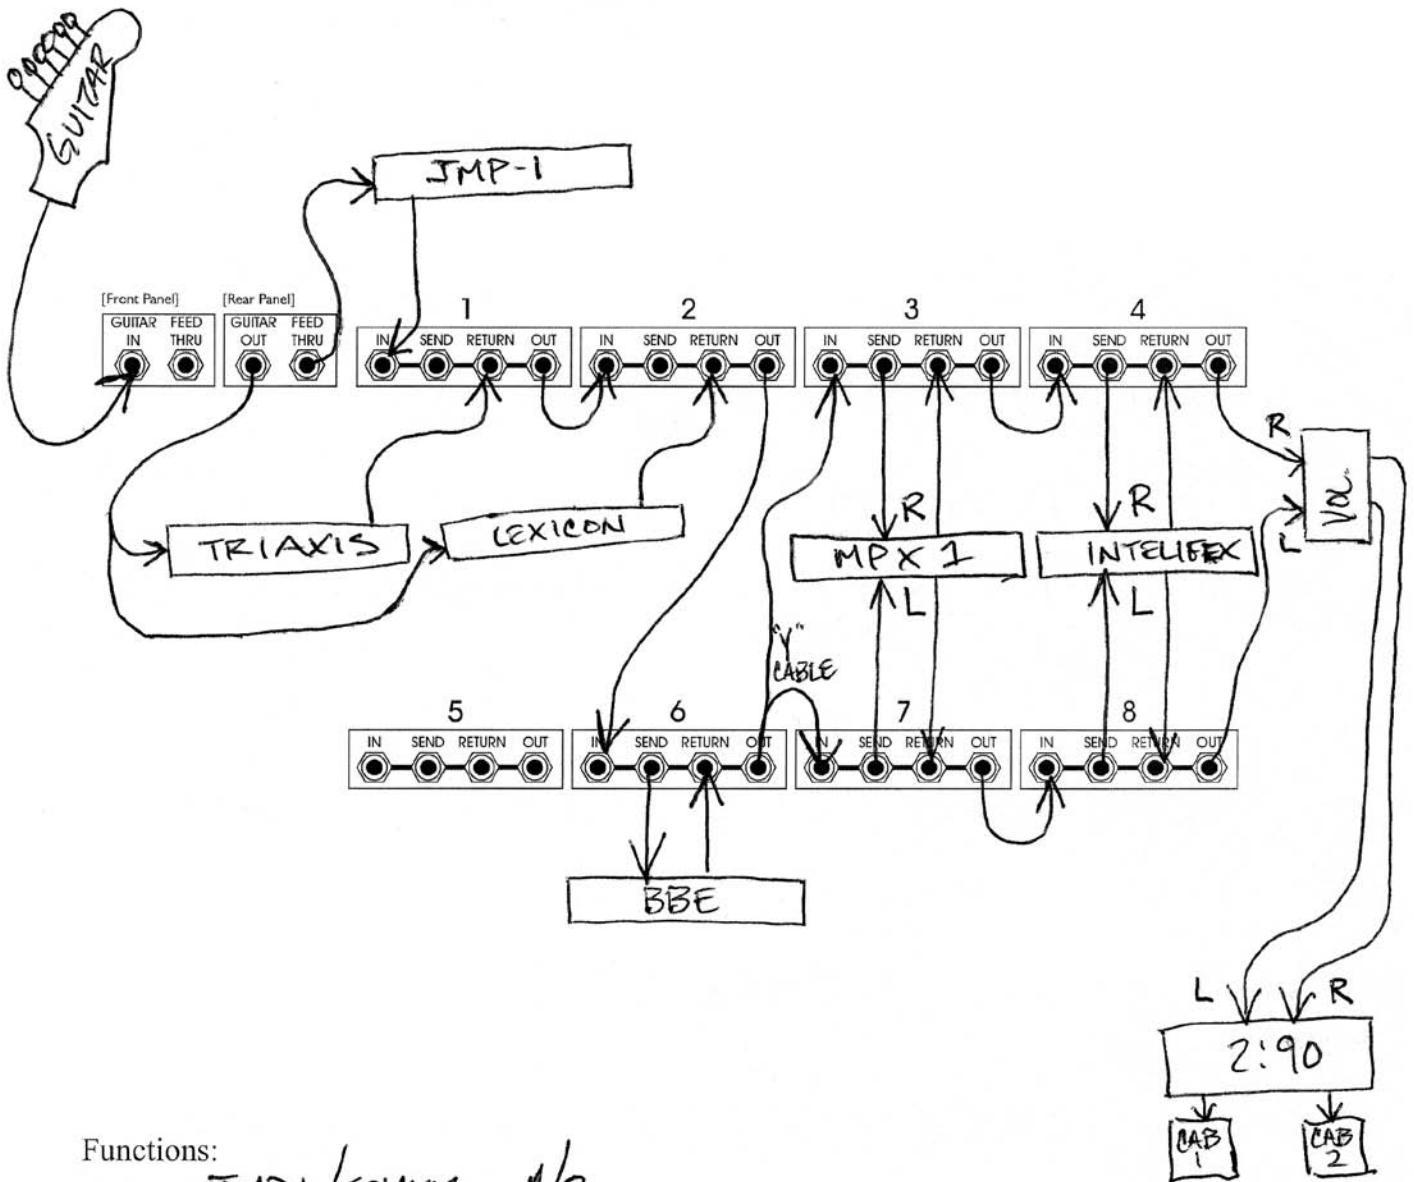 GUITAR
JMP-1
[Front Panel] [Rear Panel] 1 2 3 4
GUITAR IN FEED THRU GUITAR OUT FEED THRU IN SEND RETURN OUT IN SEND RETURN OUT IN SEND RETURN OUT IN SEND RETURN OUT
R
VOL.
L
R R
TRIAXIS LEXICON MPX 1 INTELIFEX
L L
"Y" CABLE
5 6 7 8
IN SEND RETURN OUT IN SEND RETURN OUT IN SEND RETURN OUT IN SEND RETURN OUT
BBE
L R
2:90
CAB 1 CAB 2
Functions: